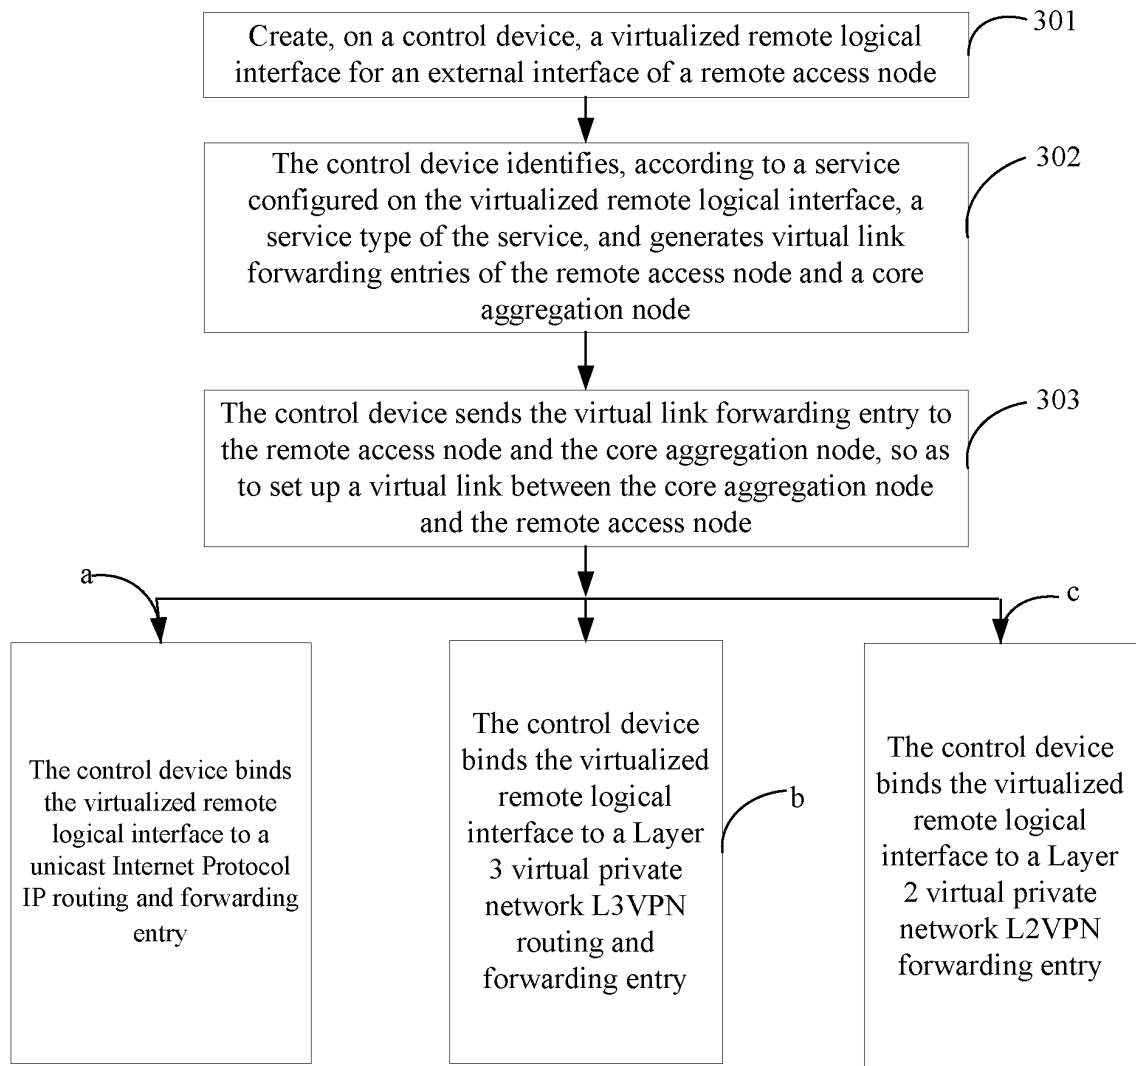 Create, on a control device, a virtualized remote logical
interface for an external interface of a remote access node
301
The control device identifies, according to a service
configured on the virtualized remote logical interface, a
service type of the service, and generates virtual link
forwarding entries of the remote access node and a core
aggregation node
302
The control device sends the virtual link forwarding entry to
the remote access node and the core aggregation node, so as
to set up a virtual link between the core aggregation node
and the remote access node
303
a
The control device binds
the virtualized remote
logical interface to a
unicast Internet Protocol
IP routing and forwarding
entry
The control device
binds the virtualized
remote logical
interface to a Layer
3 virtual private
network L3VPN
routing and
forwarding entry
b
c
The control device
binds the virtualized
remote logical
interface to a Layer
2 virtual private
network L2VPN
forwarding entry